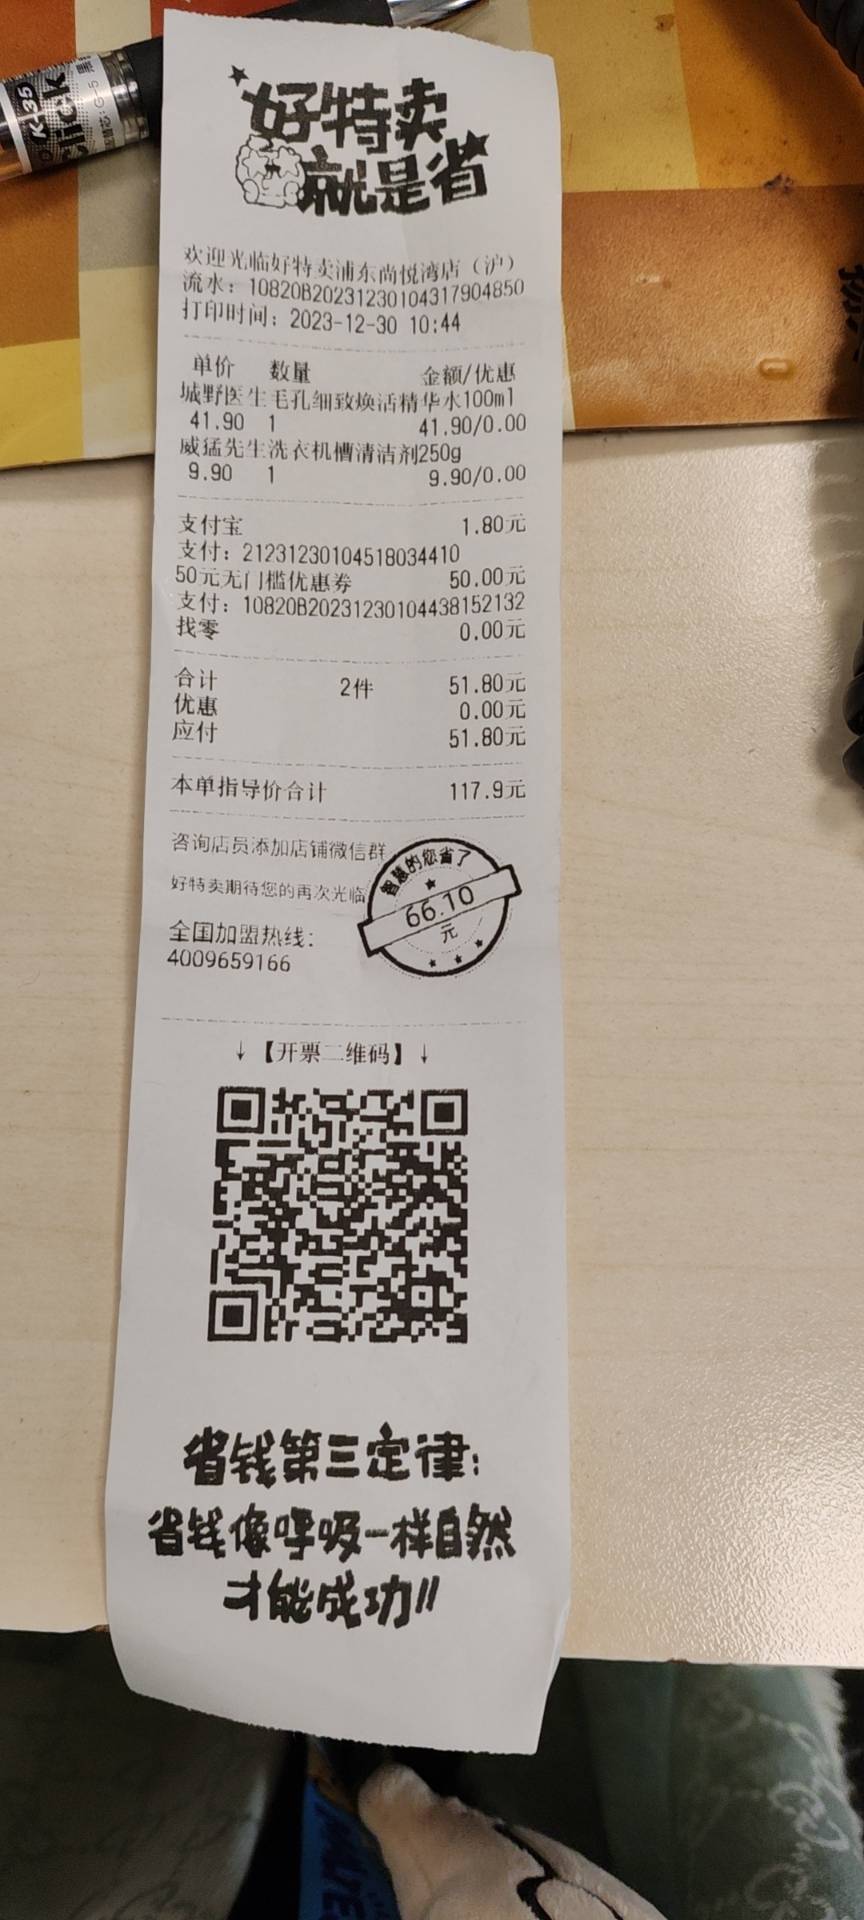 好特卖
就是省
欢迎光临好特卖浦东尚悦湾店（沪）
流水：10820B20231230104317904850
打印时间：2023-12-30 10:44
单价 数量 金额/优惠
城野医生毛孔细致焕活精华水100ml
41.90 1 41.90/0.00
威猛先生洗衣机槽清洁剂250g
9.90 1 9.90/0.00
支付宝 1.80元
支付：21231230104518034410
50元无门槛优惠券 50.00元
支付：10820B20231230104438152132
找零 0.00元
合计 2件 51.80元
优惠 0.00元
应付 51.80元
本单指导价合计 117.9元
咨询店员添加店铺微信群
好特卖期待您的再次光临
智慧的您省了
66.10
元
全国加盟热线：
4009659166
↓【开票二维码】↓
省钱第三定律：
省钱像呼吸一样自然
才能成功!!
K-35